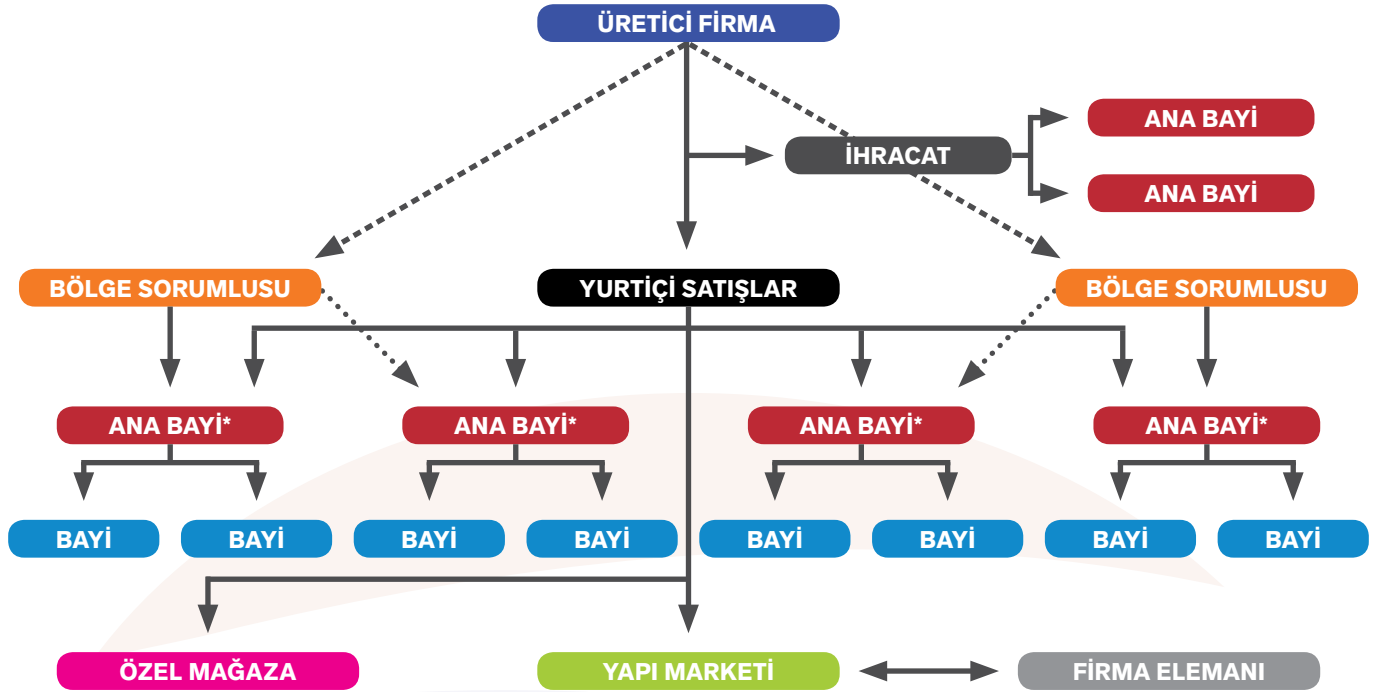 ÜRETİCİ FİRMA
ANA BAYİ
İHRACAT
ANA BAYİ
BÖLGE SORUMLUSU
YURTİÇİ SATIŞLAR
BÖLGE SORUMLUSU
ANA BAYİ*
ANA BAYİ*
ANA BAYİ*
ANA BAYİ*
BAYİ
BAYİ
BAYİ
BAYİ
BAYİ
BAYİ
BAYİ
BAYİ
ÖZEL MAĞAZA
YAPI MARKETİ
FİRMA ELEMANI